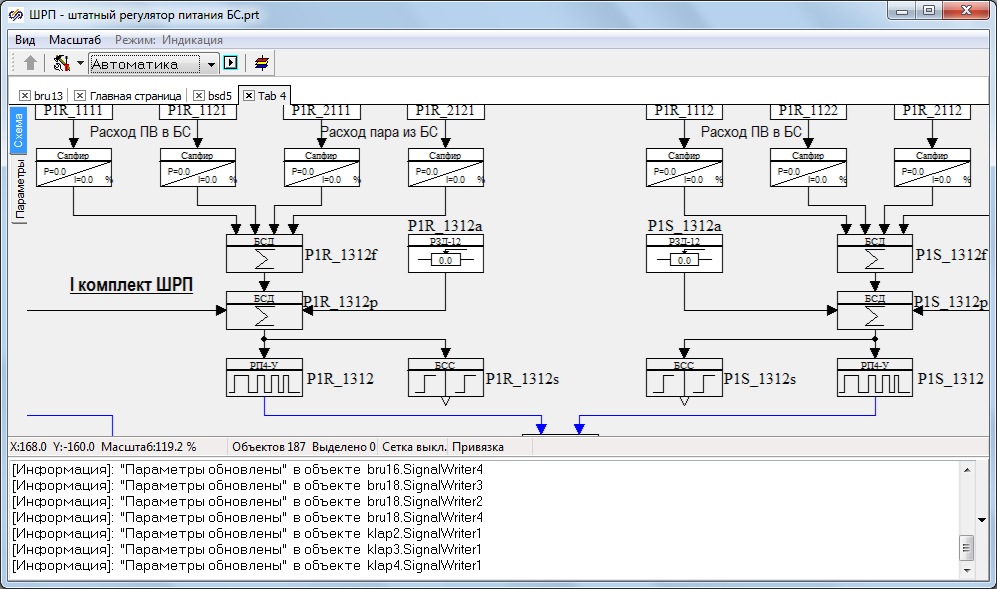 ШРП - штатный регулятор питания БС.prt
Вид Масштаб Режим: Индикация
Автоматика
bru13 Главная страница bsd5 Tab 4
Схема
Параметры
P1R_1111 P1R_1121 P1R_2111 P1R_2121 P1R_1112 P1R_1122 P1R_2112
Расход ПВ в БС Расход пара из БС Расход ПВ в БС
Сапфир Сапфир Сапфир Сапфир Сапфир Сапфир Сапфир
P=0.0 P=0.0 P=0.0 P=0.0 P=0.0 P=0.0 P=0.0
I=0.0 % I=0.0 % I=0.0 % I=0.0 % I=0.0 % I=0.0 % I=0.0 %
P1R_1312a P1S_1312a
БСД РЗД-12 РЗД-12 БСД
P1R_1312f 0.0 0.0 P1S_1312f
I комплект ШРП
БСД P1R_1312p БСД P1S_1312p
РП4-У БСС БСС РП4-У
P1R_1312 P1R_1312s P1S_1312s P1S_1312
X:168.0 Y:-160.0 Масштаб:119.2 % Объектов 187 Выделено 0 Сетка выкл. Привязка
[Информация]: "Параметры обновлены" в объекте bru16.SignalWriter4
[Информация]: "Параметры обновлены" в объекте bru18.SignalWriter3
[Информация]: "Параметры обновлены" в объекте bru18.SignalWriter2
[Информация]: "Параметры обновлены" в объекте bru18.SignalWriter4
[Информация]: "Параметры обновлены" в объекте klap2.SignalWriter1
[Информация]: "Параметры обновлены" в объекте klap3.SignalWriter1
[Информация]: "Параметры обновлены" в объекте klap4.SignalWriter1